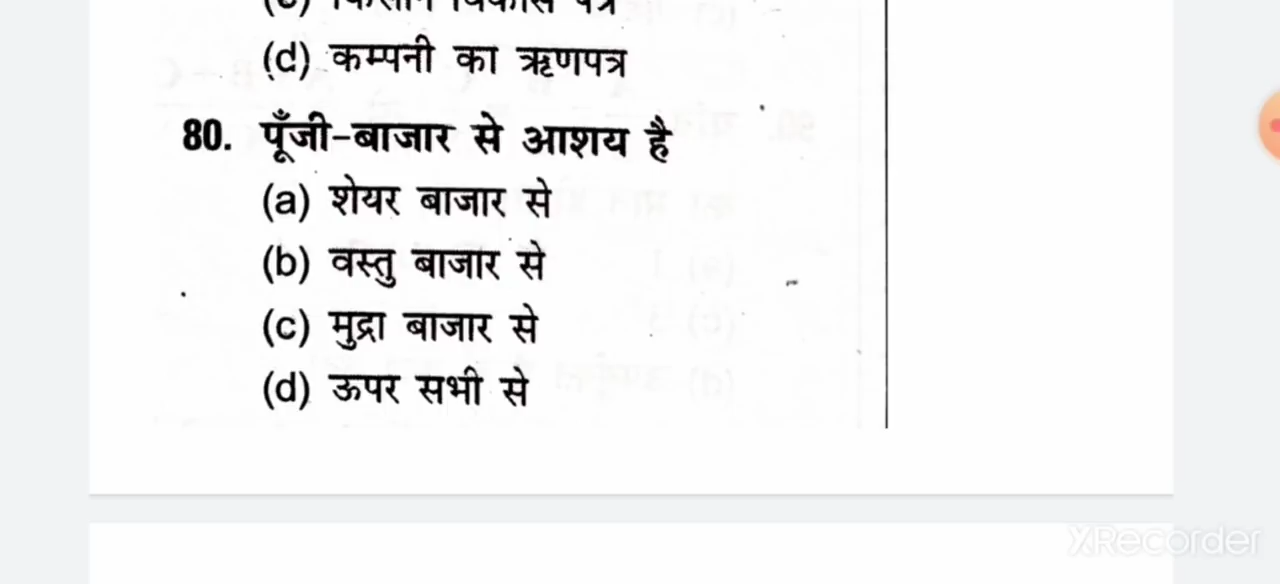 (d) कम्पनी का ऋणपत्र
80. पूँजी-बाजार से आशय है
(a) शेयर बाजार से
(b) वस्तु बाजार से
(c) मुद्रा बाजार से
(d) ऊपर सभी से
XRecorder